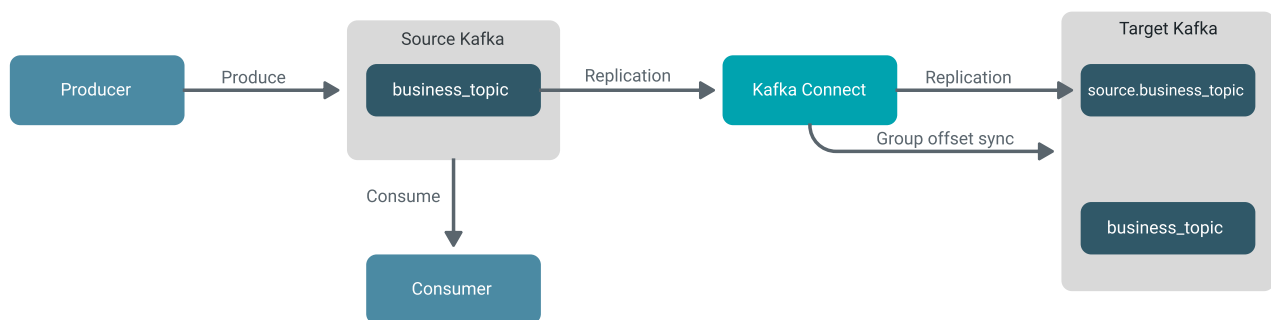 Producer
Produce
Source Kafka
business_topic
Replication
Kafka Connect
Replication
Group offset sync
Target Kafka
source.business_topic
business_topic
Consume
Consumer